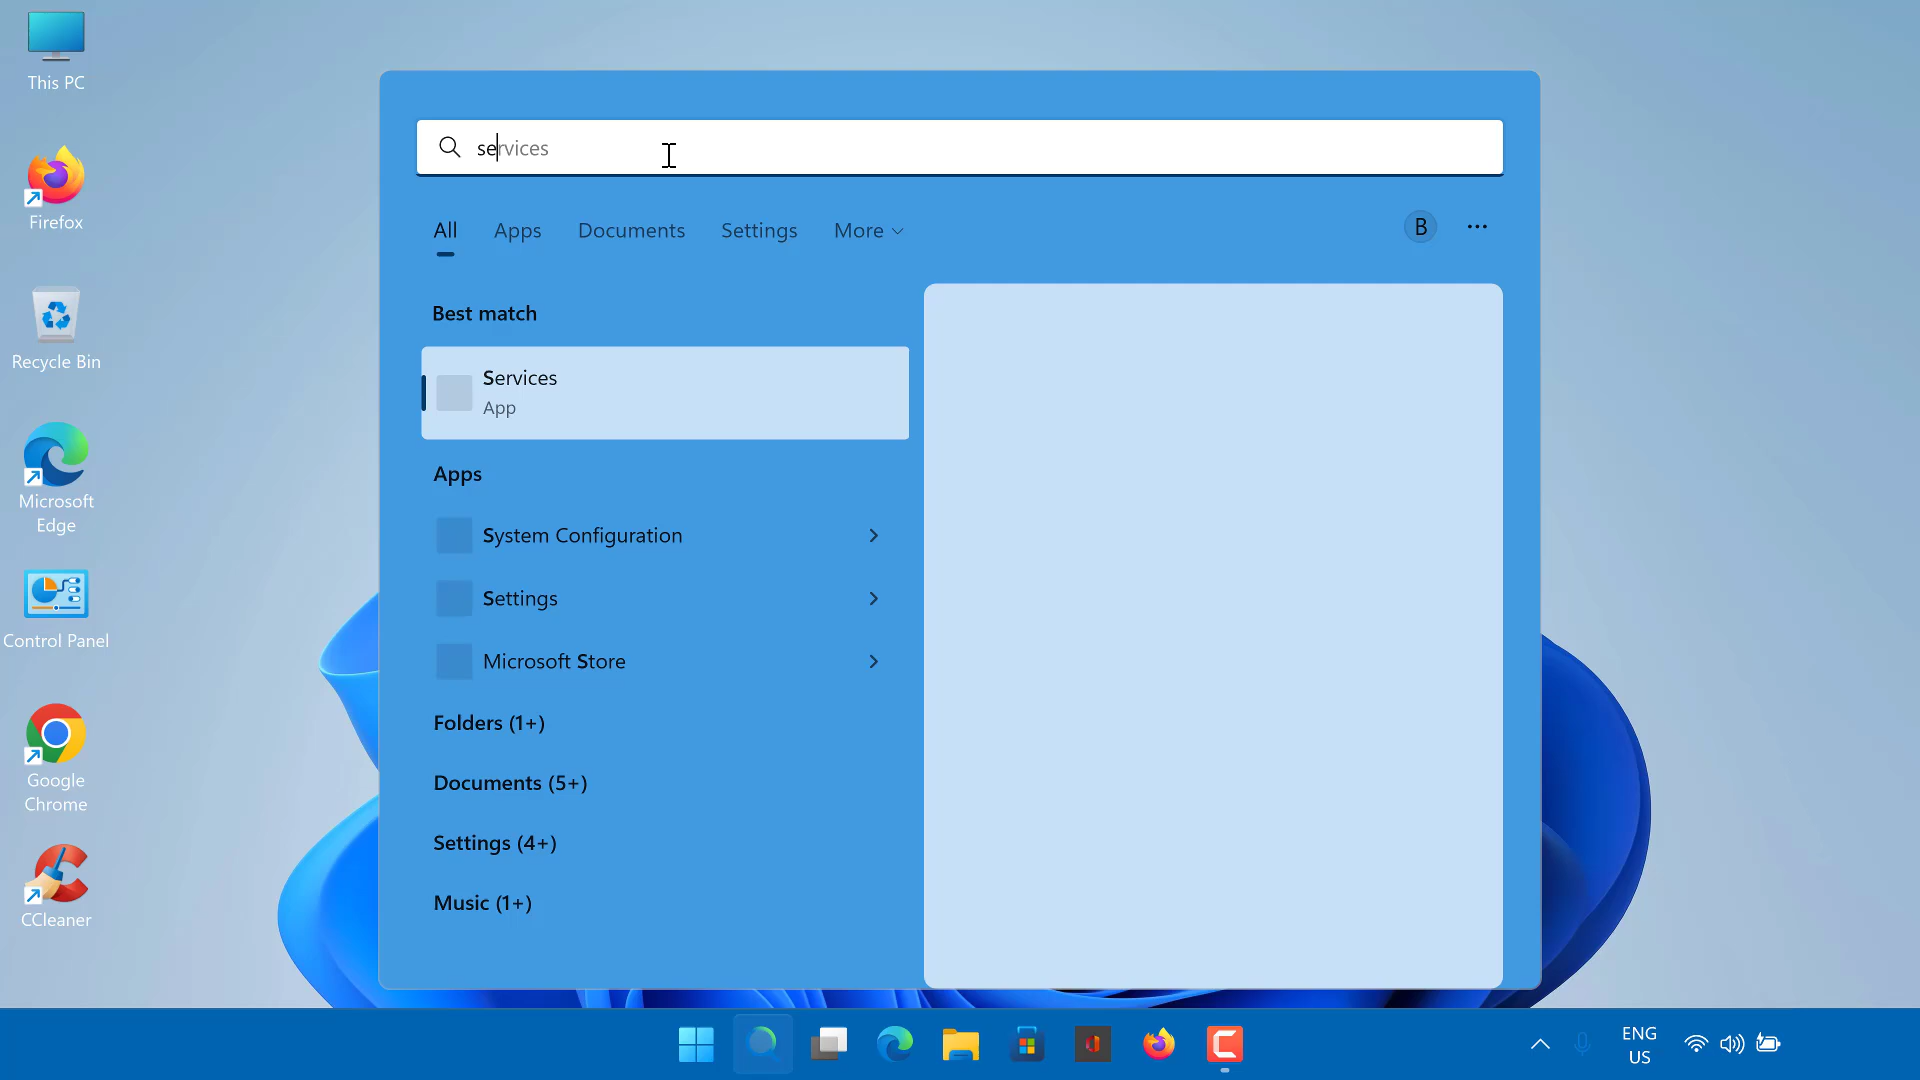 This PC
Firefox
Recycle Bin
Microsoft
Edge
Control Panel
Google
Chrome
CCleaner
services
All Apps Documents Settings More
B
Best match
Services
App
Apps
System Configuration
Settings
Microsoft Store
Folders (1+)
Documents (5+)
Settings (4+)
Music (1+)
ENG
US